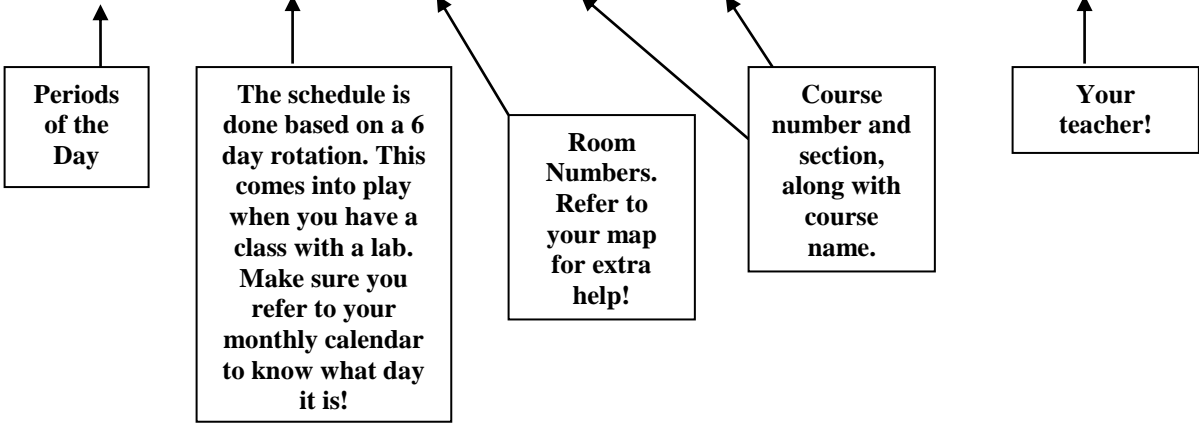 Periods
of the
Day
The schedule is
done based on a 6
day rotation. This
comes into play
when you have a
class with a lab.
Make sure you
refer to your
monthly calendar
to know what day
it is!
Room
Numbers.
Refer to
your map
for extra
help!
Course
number and
section,
along with
course
name.
Your
teacher!